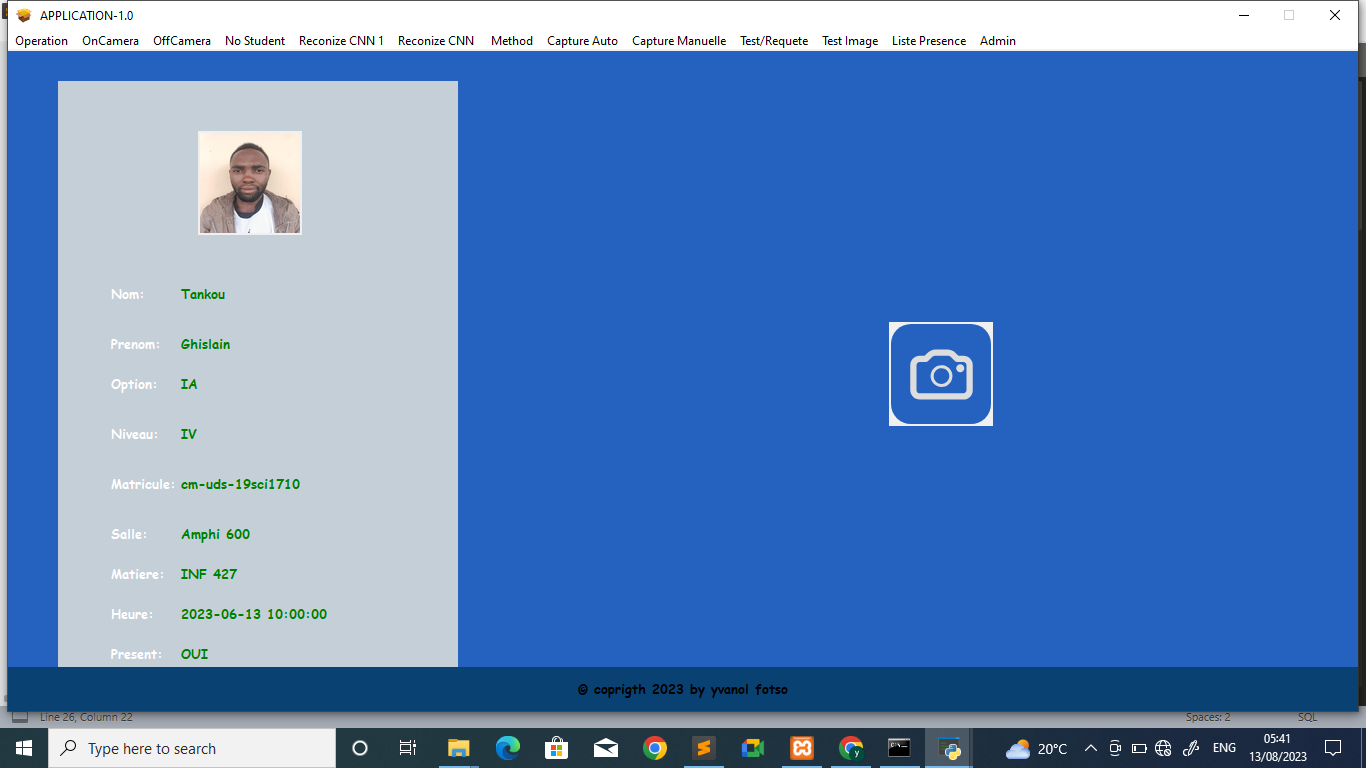 APPLICATION-1.0
Operation OnCamera OffCamera No Student Reconize CNN 1 Reconize CNN Method Capture Auto Capture Manuelle Test/Requete Test Image Liste Presence Admin
Nom: Tankou
Prenom: Ghislain
Option: IA
Niveau: IV
Matricule: cm-uds-19sci1710
Salle: Amphi 600
Matiere: INF 427
Heure: 2023-06-13 10:00:00
Present: OUI
© coprigth 2023 by yvanol fotso
Line 26, Column 22 Spaces: 2 SQL
Type here to search 20°C ENG 05:41
13/08/2023